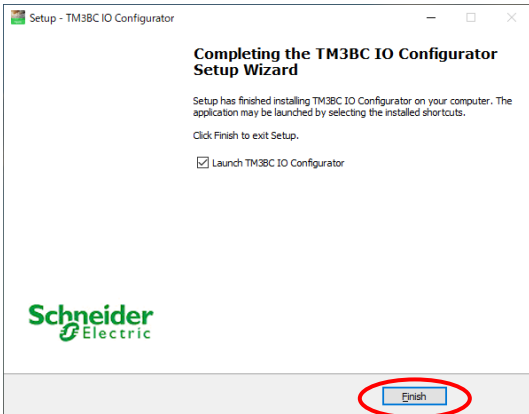 Setup - TM3BC IO Configurator
Completing the TM3BC IO Configurator
Setup Wizard
Setup has finished installing TM3BC IO Configurator on your computer. The
application may be launched by selecting the installed shortcuts.
Click Finish to exit Setup.
Launch TM3BC IO Configurator
Schneider
Electric
Finish